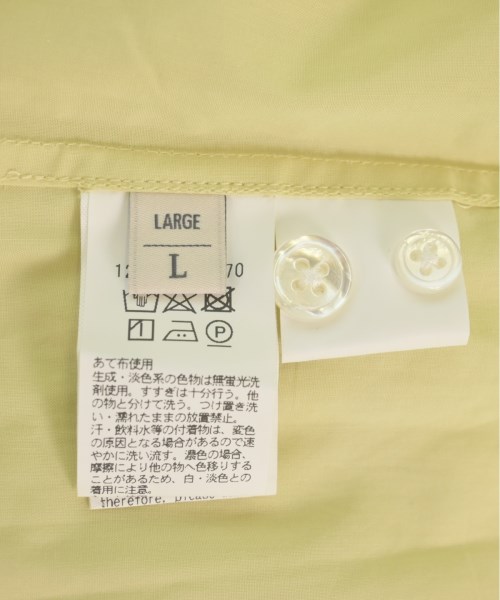 LARGE
L
12
70
P
あて布使用
生成・淡色系の色物は無蛍光洗
剤使用。すすぎは十分行う。他
の物と分けて洗う。つけ置き洗
い・濡れたままの放置禁止。
汗・飲料水等の付着物は、変色
の原因となる場合があるので速
やかに洗い流す。濃色の場合、
摩擦により他の物へ色移りする
ことがあるため、白・淡色との
着用に注意。
therefore, please